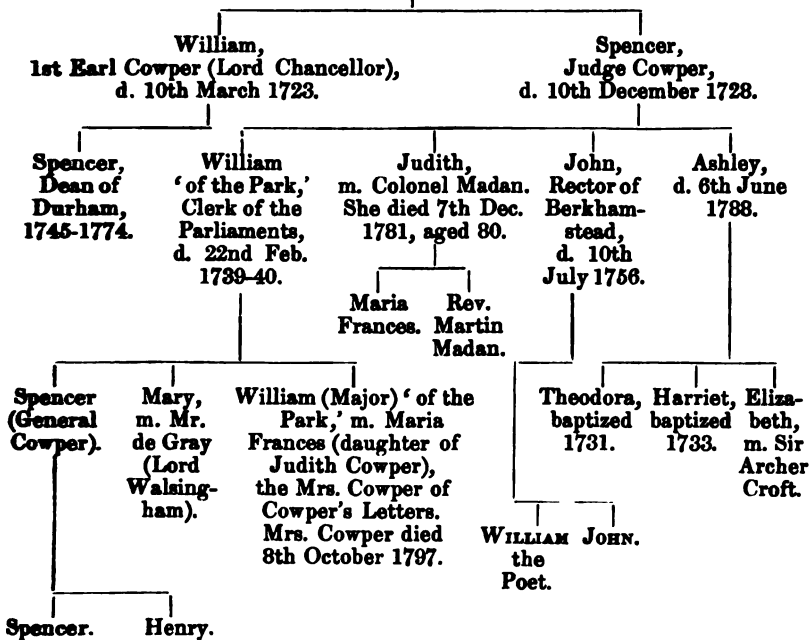 William,
1st Earl Cowper (Lord Chancellor),
d. 10th March 1723.
Spencer,
Judge Cowper,
d. 10th December 1728.
Spencer,
Dean of
Durham,
1745-1774.
William
‘of the Park,’
Clerk of the
Parliaments,
d. 22nd Feb.
1739-40.
Judith,
m. Colonel Madan.
She died 7th Dec.
1781, aged 80.
John,
Rector of
Berkham-
stead,
d. 10th
July 1756.
Ashley,
d. 6th June
1788.
Maria
Frances.
Rev.
Martin
Madan.
Spencer
(General
Cowper).
Mary,
m. Mr.
de Gray
(Lord
Walsing-
ham).
William (Major) ‘of the
Park,’ m. Maria
Frances (daughter of
Judith Cowper),
the Mrs. Cowper of
Cowper's Letters.
Mrs. Cowper died
8th October 1797.
Theodora,
baptized
1731.
Harriet,
baptized
1733.
Eliza-
beth,
m. Sir
Archer
Croft.
WILLIAM
the
Poet.
JOHN.
Spencer.
Henry.